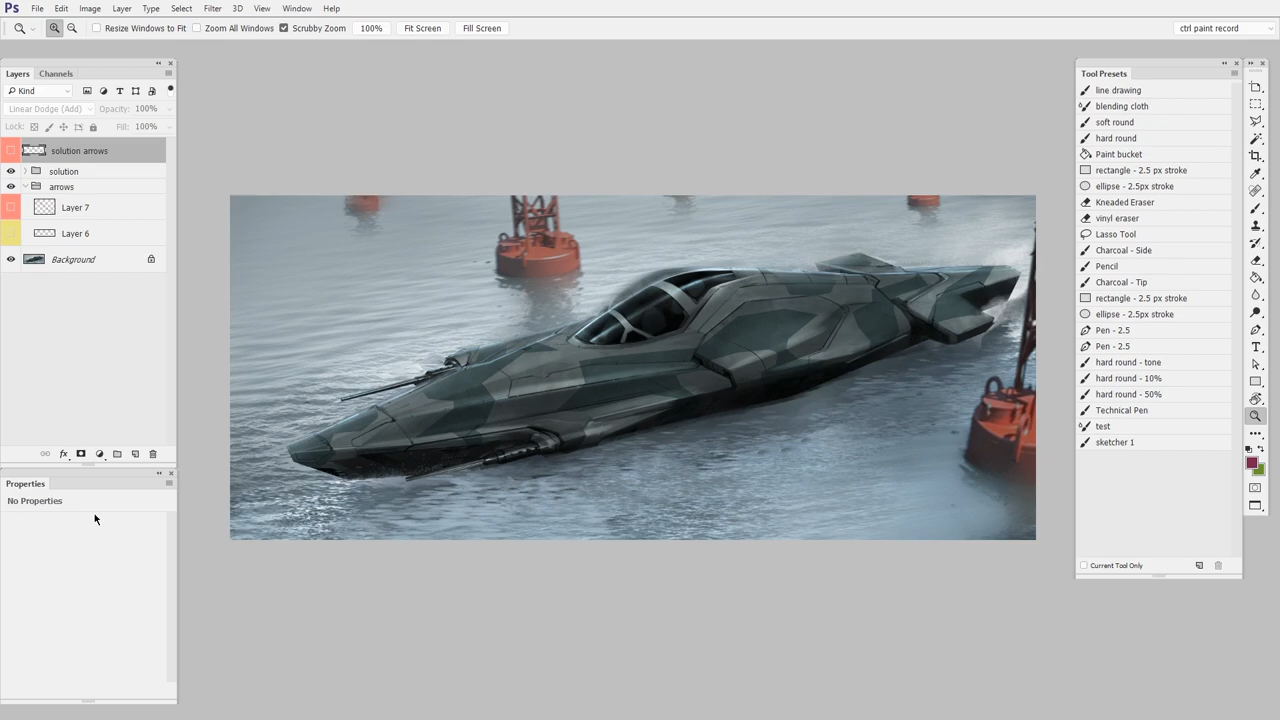 Ps File Edit Image Layer Type Select Filter 3D View Window Help
Resize Windows to Fit Zoom All Windows Scrubby Zoom 100% Fit Screen Fill Screen ctrl paint record
Layers Channels
Kind
Linear Dodge (Add) Opacity: 100%
Lock: Fill: 100%
solution arrows
solution
arrows
Layer 7
Layer 6
Background
fx
Properties
No Properties
Tool Presets
line drawing
blending cloth
soft round
hard round
Paint bucket
rectangle - 2.5 px stroke
ellipse - 2.5px stroke
Kneaded Eraser
vinyl eraser
Lasso Tool
Charcoal - Side
Pencil
Charcoal - Tip
rectangle - 2.5 px stroke
ellipse - 2.5px stroke
Pen - 2.5
Pen - 2.5
hard round - tone
hard round - 10%
hard round - 50%
Technical Pen
test
sketcher 1
Current Tool Only